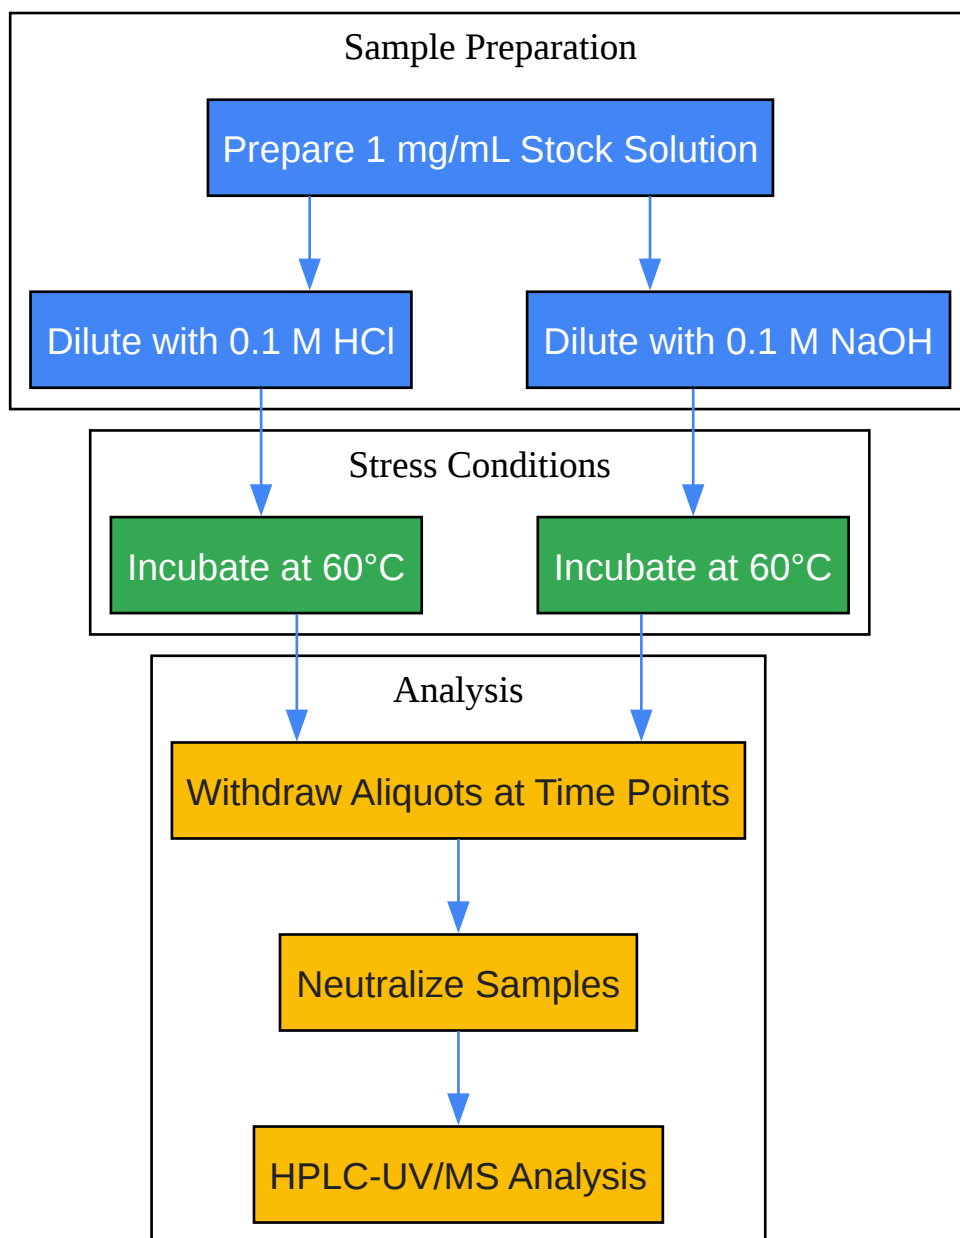 Sample Preparation
Prepare 1 mg/mL Stock Solution
Dilute with 0.1 M HCl
Dilute with 0.1 M NaOH
Stress Conditions
Incubate at 60°C
Incubate at 60°C
Analysis
Withdraw Aliquots at Time Points
Neutralize Samples
HPLC-UV/MS Analysis